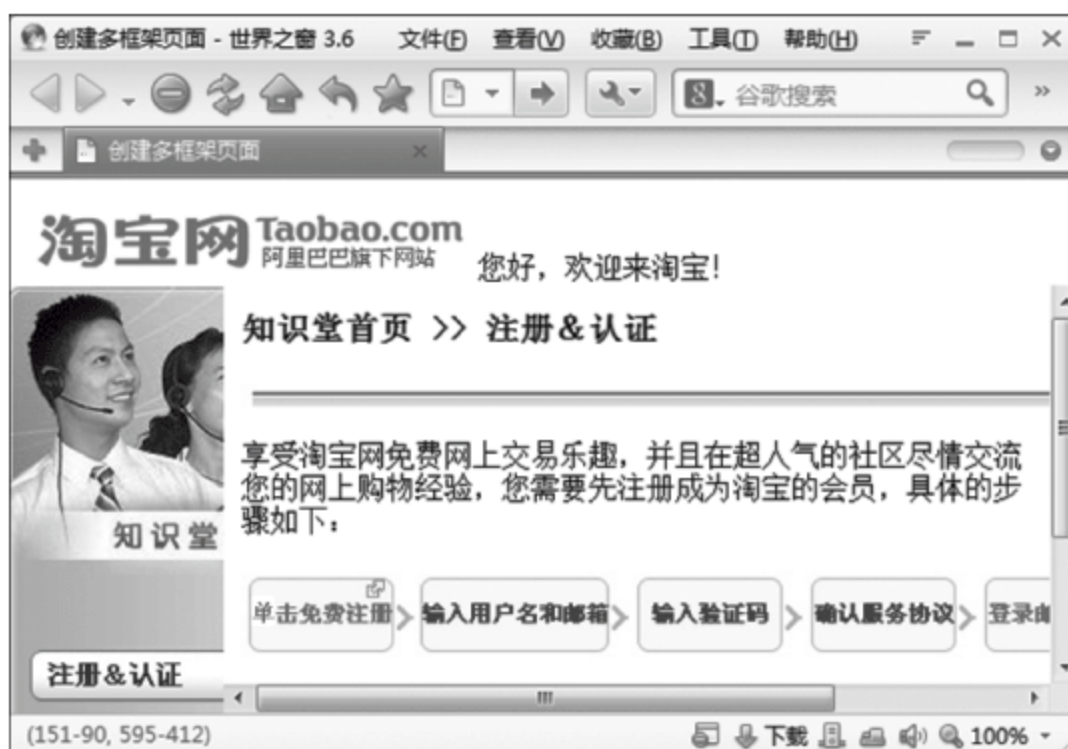 创建多框架页面 - 世界之窗 3.6 文件(F) 查看(V) 收藏(B) 工具(T) 帮助(H)
谷歌搜索
创建多框架页面
淘宝网 Taobao.com
阿里巴巴旗下网站
您好，欢迎来淘宝！
知识堂首页 >> 注册&认证
享受淘宝网免费网上交易乐趣，并且在超人气的社区尽情交流
您的网上购物经验，您需要先注册成为淘宝的会员，具体的步
骤如下：
知识堂
单击免费注册 输入用户名和邮箱 输入验证码 确认服务协议 登录
注册&认证
(151-90, 595-412) 下载 100%